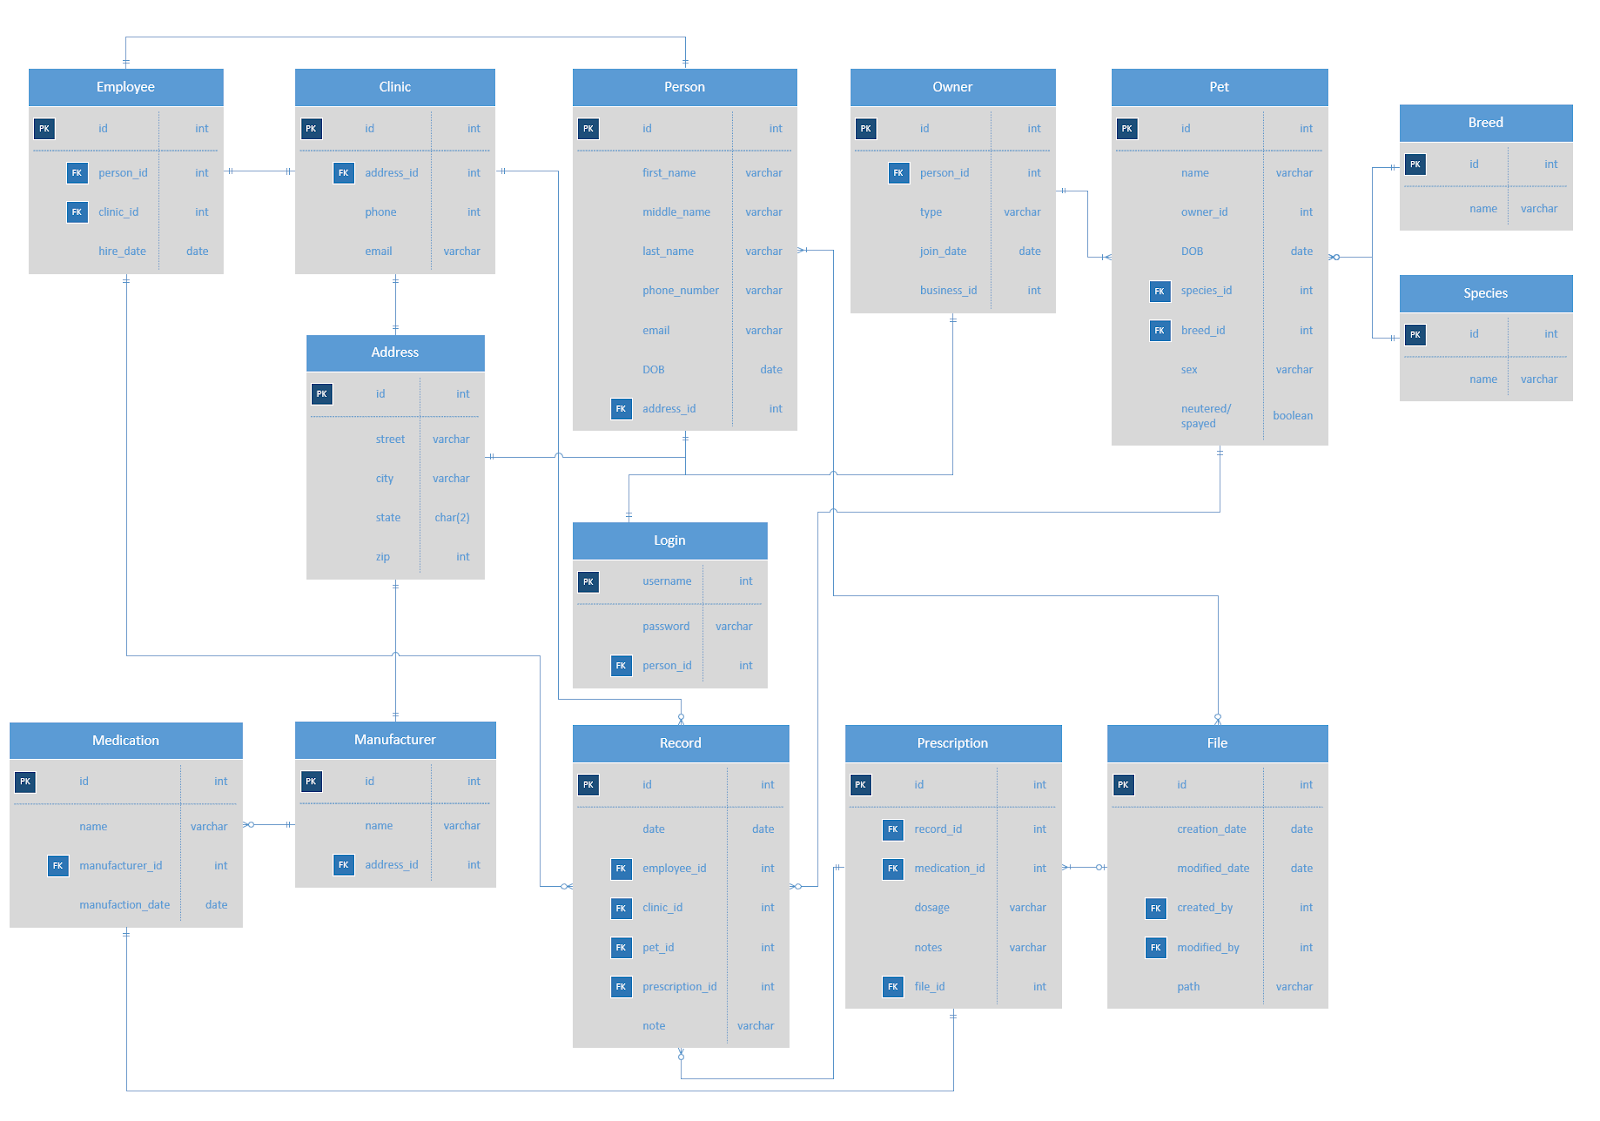 Employee
PK id int
FK person_id int
FK clinic_id int
hire_date date
Clinic
PK id int
FK address_id int
phone int
email varchar
Person
PK id int
first_name varchar
middle_name varchar
last_name varchar
phone_number varchar
email varchar
DOB date
FK address_id int
Owner
PK id int
FK person_id int
type varchar
join_date date
business_id int
Pet
PK id int
name varchar
owner_id int
DOB date
FK species_id int
FK breed_id int
sex varchar
neutered/
spayed boolean
Breed
PK id int
name varchar
Species
PK id int
name varchar
Address
PK id int
street varchar
city varchar
state char(2)
zip int
Login
PK username int
password varchar
FK person_id int
Medication
PK id int
name varchar
FK manufacturer_id int
manufaction_date date
Manufacturer
PK id int
name varchar
FK address_id int
Record
PK id int
date date
FK employee_id int
FK clinic_id int
FK pet_id int
FK prescription_id int
note varchar
Prescription
PK id int
FK record_id int
FK medication_id int
dosage varchar
notes varchar
FK file_id int
File
PK id int
creation_date date
modified_date date
FK created_by int
FK modified_by int
path varchar